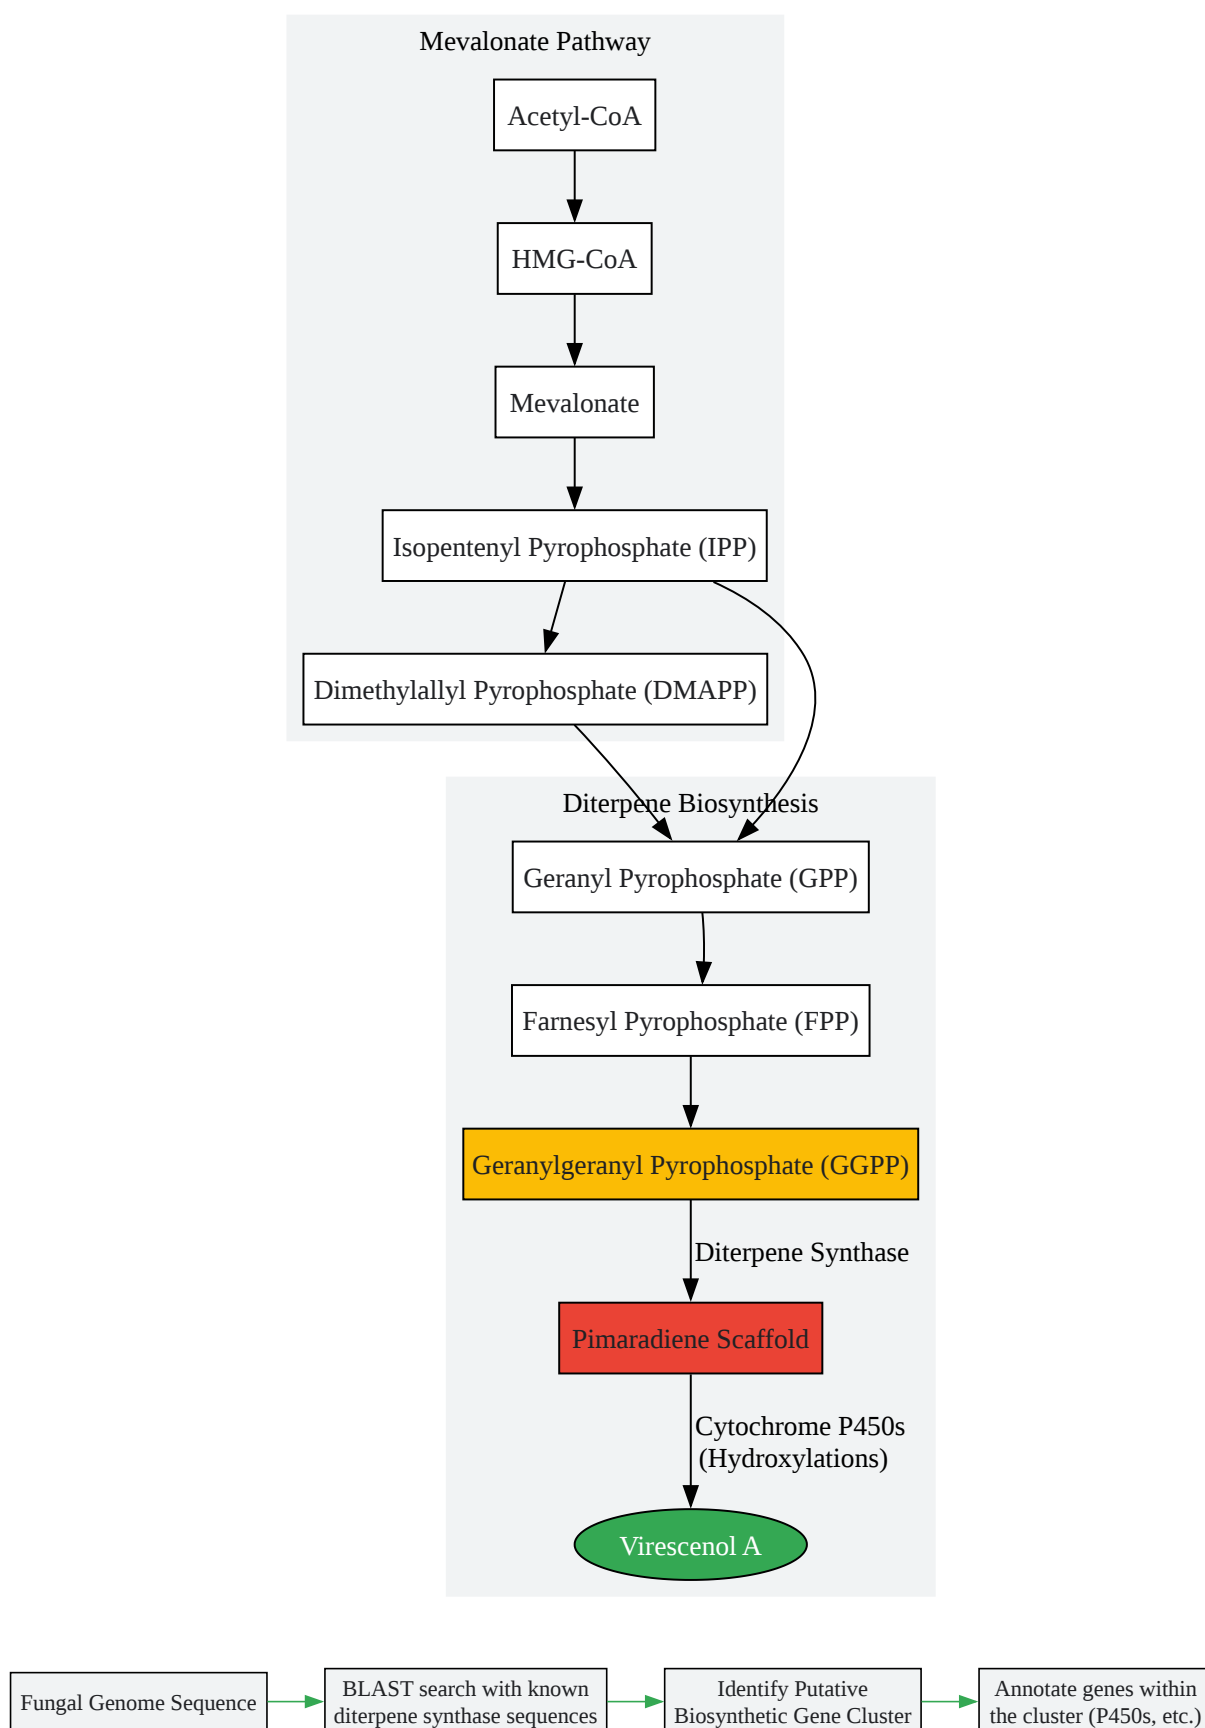 Mevalonate Pathway
Acetyl-CoA
HMG-CoA
Mevalonate
Isopentenyl Pyrophosphate (IPP)
Dimethylallyl Pyrophosphate (DMAPP)
Diterpene Biosynthesis
Geranyl Pyrophosphate (GPP)
Farnesyl Pyrophosphate (FPP)
Geranylgeranyl Pyrophosphate (GGPP)
Diterpene Synthase
Pimaradiene Scaffold
Cytochrome P450s
(Hydroxylations)
Virescenol A
Fungal Genome Sequence
BLAST search with known
diterpene synthase sequences
Identify Putative
Biosynthetic Gene Cluster
Annotate genes within
the cluster (P450s, etc.)